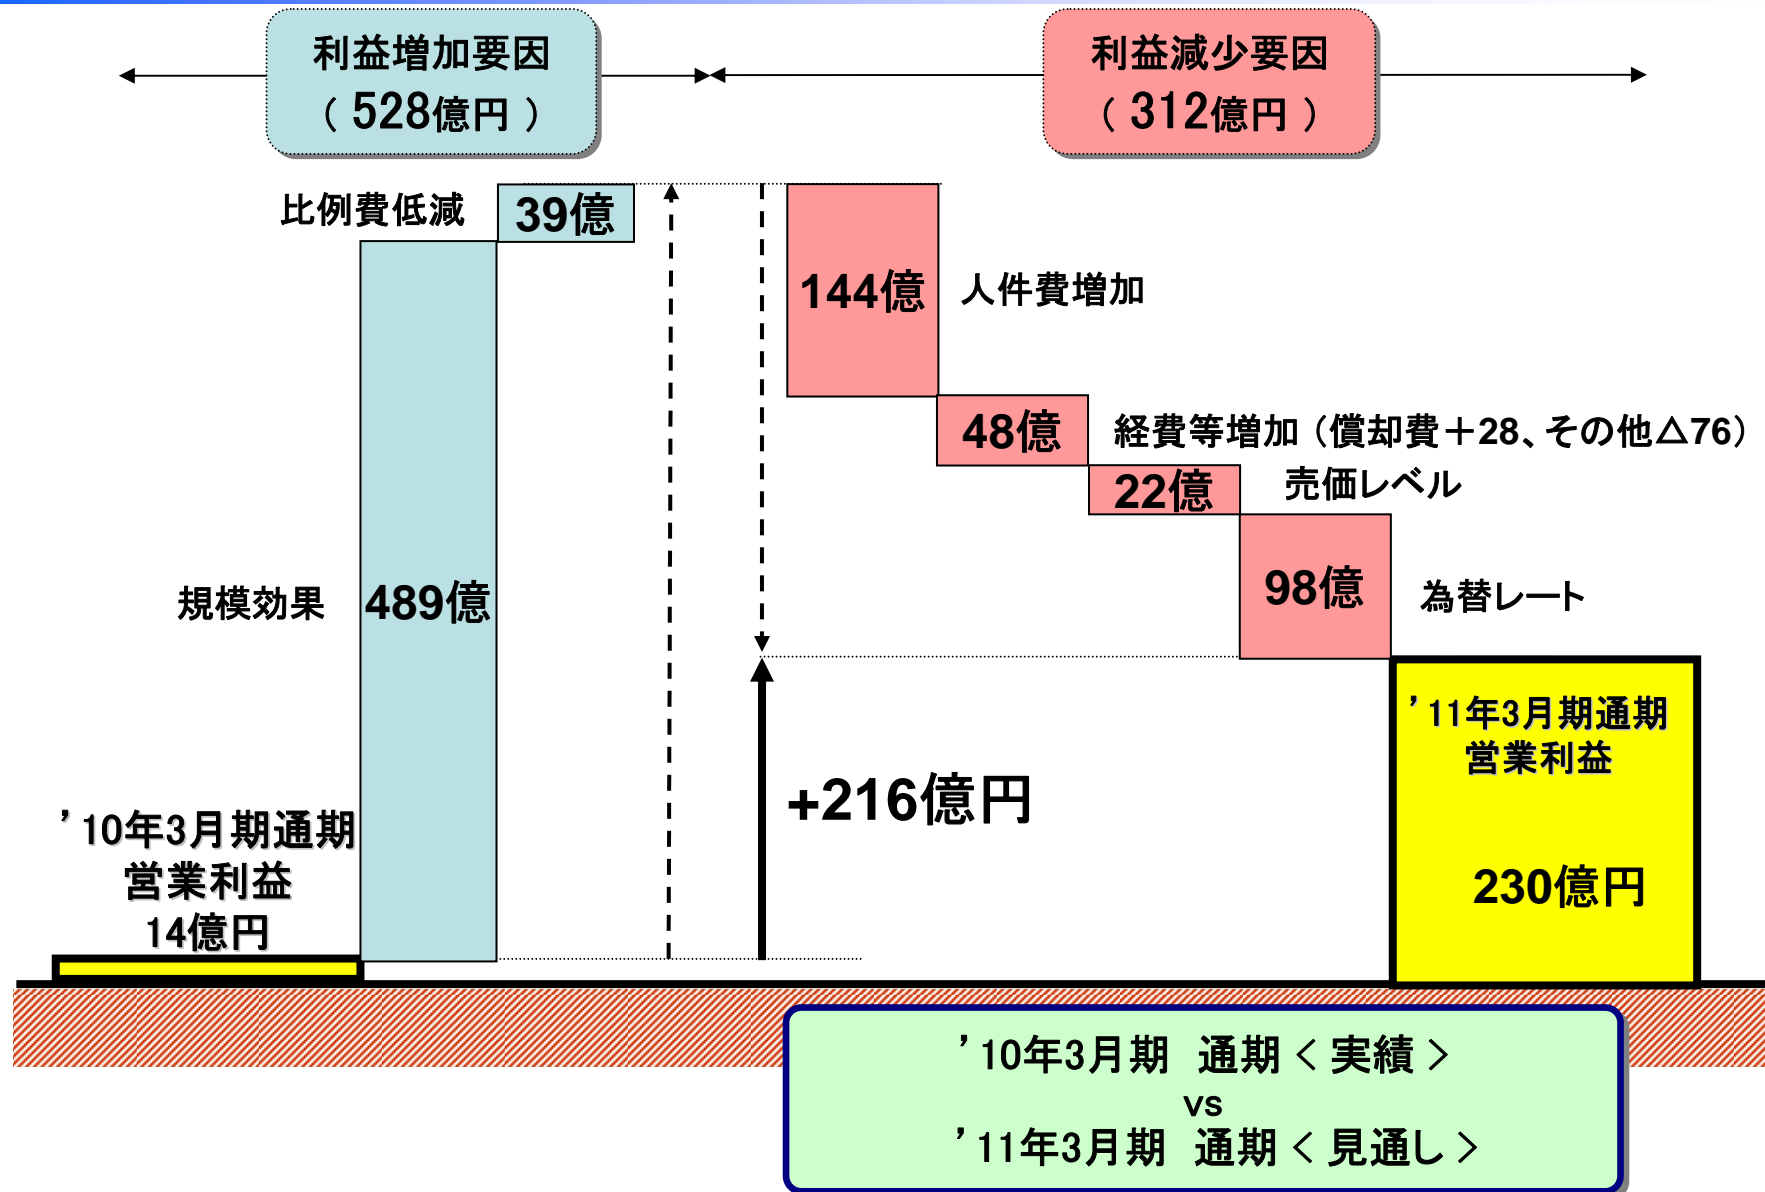 利益増加要因
（ 528億円 ）
利益減少要因
（ 312億円 ）
比例費低減
39億
144億
人件費増加
48億
経費等増加（償却費＋28、その他△76）
22億
売価レベル
規模効果
489億
98億
為替レート
’11年3月期通期
営業利益
230億円
+216億円
’10年3月期通期
営業利益
14億円
’10年3月期 通期＜実績＞
vs
’11年3月期 通期＜見通し＞